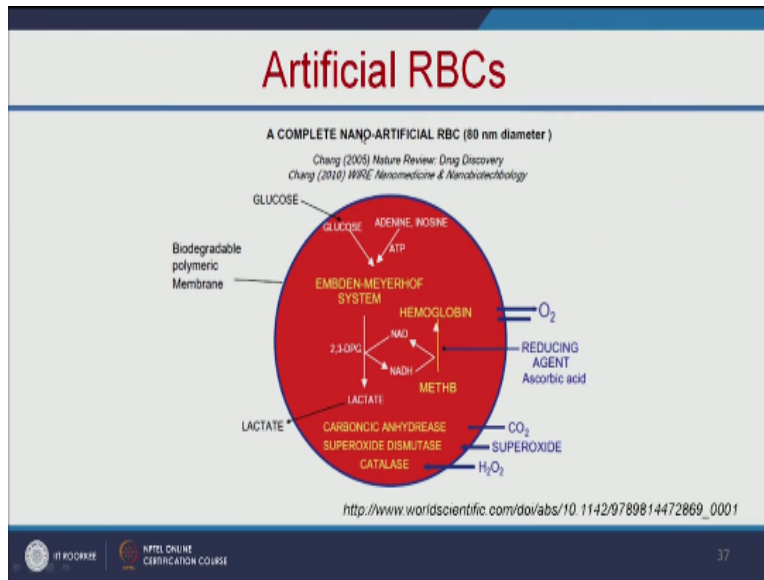 Artificial RBCs
A COMPLETE NANO-ARTIFICIAL RBC (80 nm diameter )
Chang (2005) Nature Review: Drug Discovery
Chang (2010) WIRE Nanomedicine & Nanobiotechbology
GLUCOSE
GLUCOSE
ADENINE, INOSINE
ATP
Biodegradable
polymeric
Membrane
EMBDEN-MEYERHOF
SYSTEM
HEMOGLOBIN
O2
2,3-DPG
NAD
NADH
REDUCING
AGENT
Ascorbic acid
METHB
LACTATE
LACTATE
CARBONCIC ANHYDREASE
CO2
SUPEROXIDE DISMUTASE
SUPEROXIDE
CATALASE
H2O2
http://www.worldscientific.com/doi/abs/10.1142/9789814472869_0001
IIT ROORKEE
NPTEL ONLINE
CERTIFICATION COURSE
37